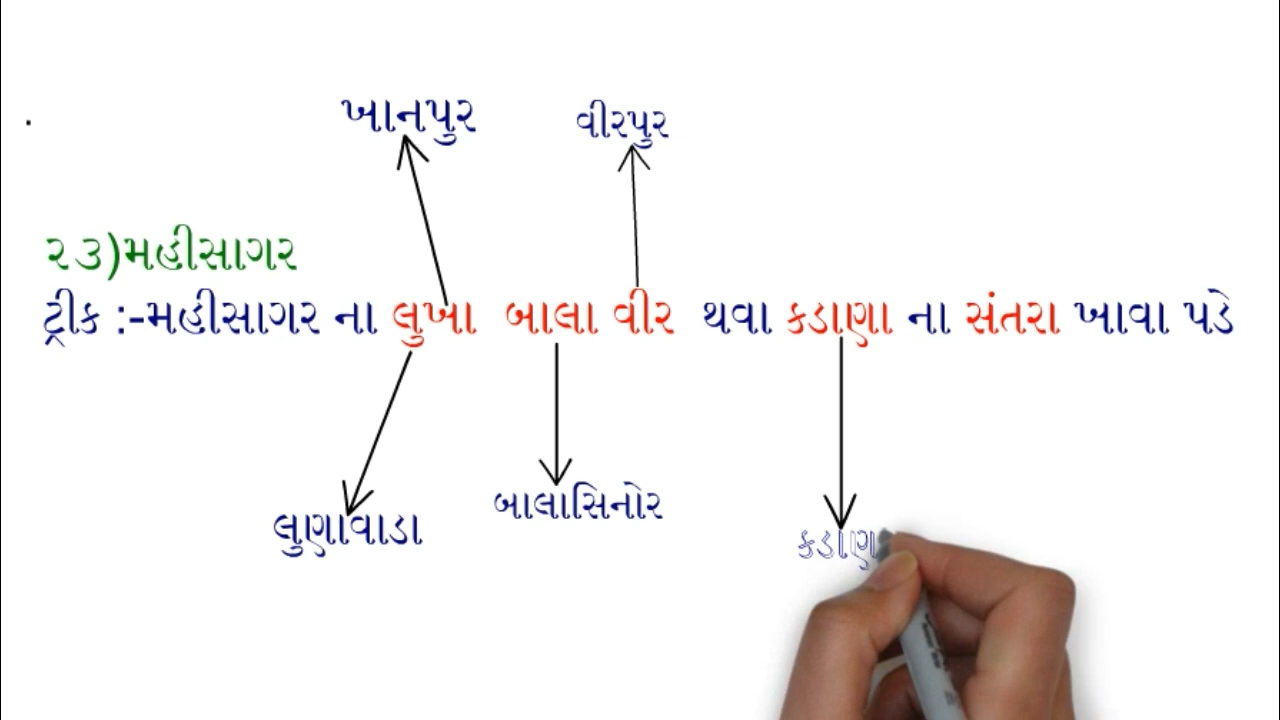 ખાનપુર વીરપુર
૨૩)મહીસાગર
ટ્રીક :-મહીસાગર ના લુખા બાલા વીર થવા કડાણા ના સંતરા ખાવા પડે
લુણાવાડા બાલાસિનોર કડાણ